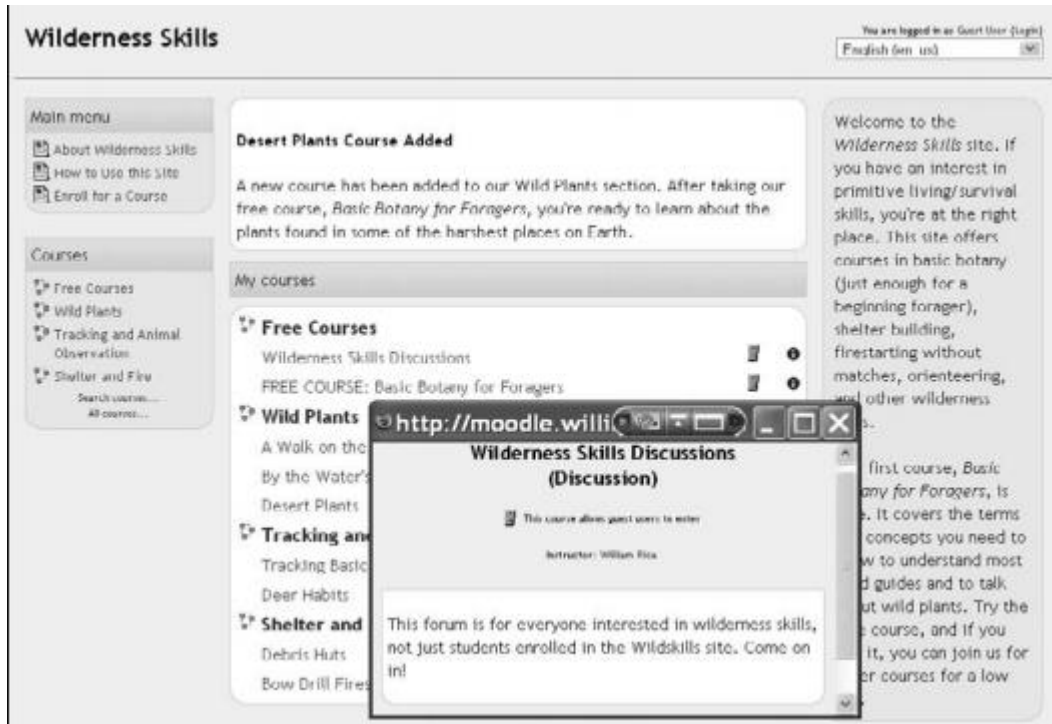 Wilderness Skills
You are logged in as Guest User (Login)
English (en_us)
Main menu
About Wilderness Skills
How to Use this Site
Enroll for a Course
Courses
Free Courses
Wild Plants
Tracking and Animal
Observation
Shelter and Fire
Search courses...
All courses...
Desert Plants Course Added
A new course has been added to our Wild Plants section. After taking our
free course, Basic Botany for Foragers, you're ready to learn about the
plants found in some of the harshest places on Earth.
My courses
Free Courses
Wilderness Skills Discussions
FREE COURSE: Basic Botany for Foragers
Wild Plants
A Walk on the
By the Water's
Desert Plants
Tracking and
Tracking Basic
Deer Habits
Shelter and
Debris Huts
Bow Drill Fires
http://moodle.willi
Wilderness Skills Discussions
(Discussion)
This course allows guest users to enter
Instructor: William Rice
This forum is for everyone interested in wilderness skills,
not just students enrolled in the Wildskills site. Come on
in!
Welcome to the
Wilderness Skills site. If
you have an interest in
primitive living/survival
skills, you're at the right
place. This site offers
courses in basic botany
(just enough for a
beginning forager),
shelter building,
firestarting without
matches, orienteering,
and other wilderness
first course, Basic
any for Foragers, is
. It covers the terms
concepts you need to
w to understand most
d guides and to talk
ut wild plants. Try the
course, and if you
it, you can join us for
er courses for a low